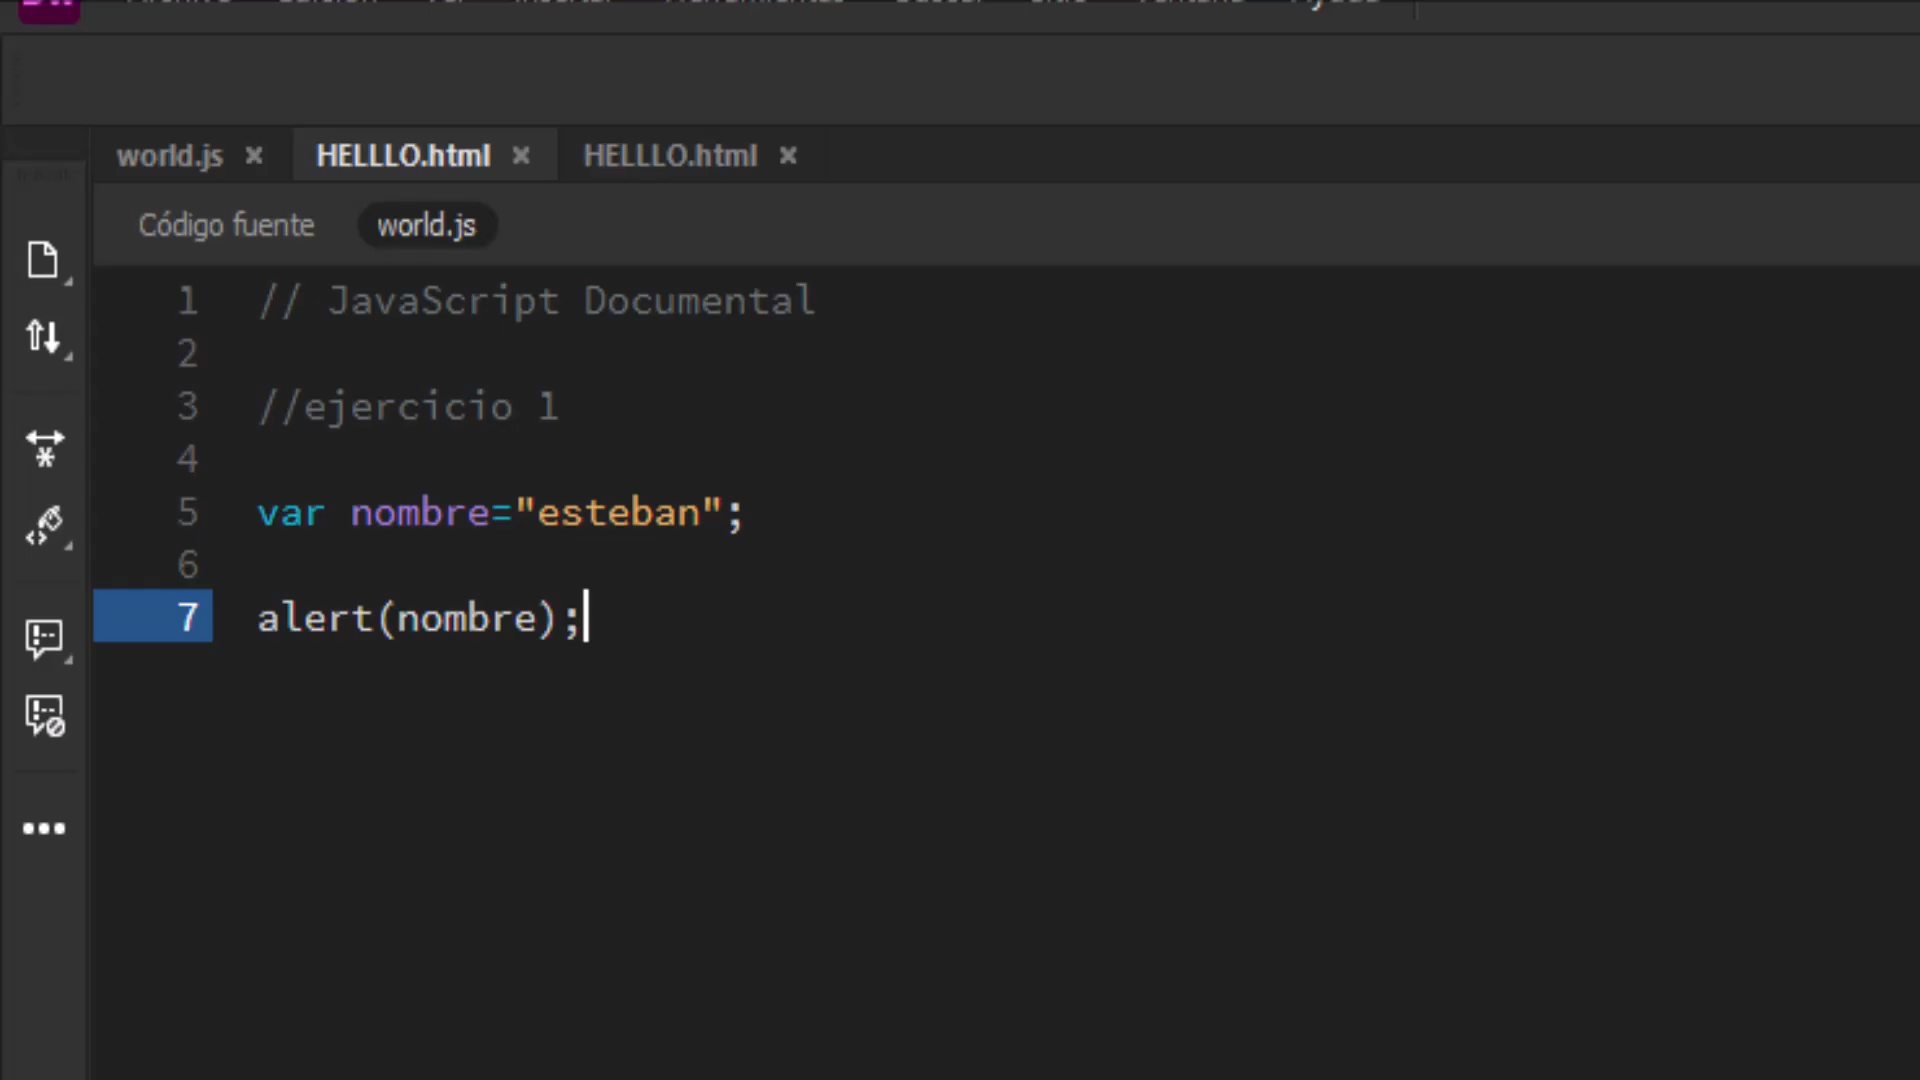 world.js
HELLLO.html
HELLLO.html
Código fuente
world.js
1 // JavaScript Documental
2
3 //ejercicio 1
4
5 var nombre="esteban";
6
7 alert(nombre);